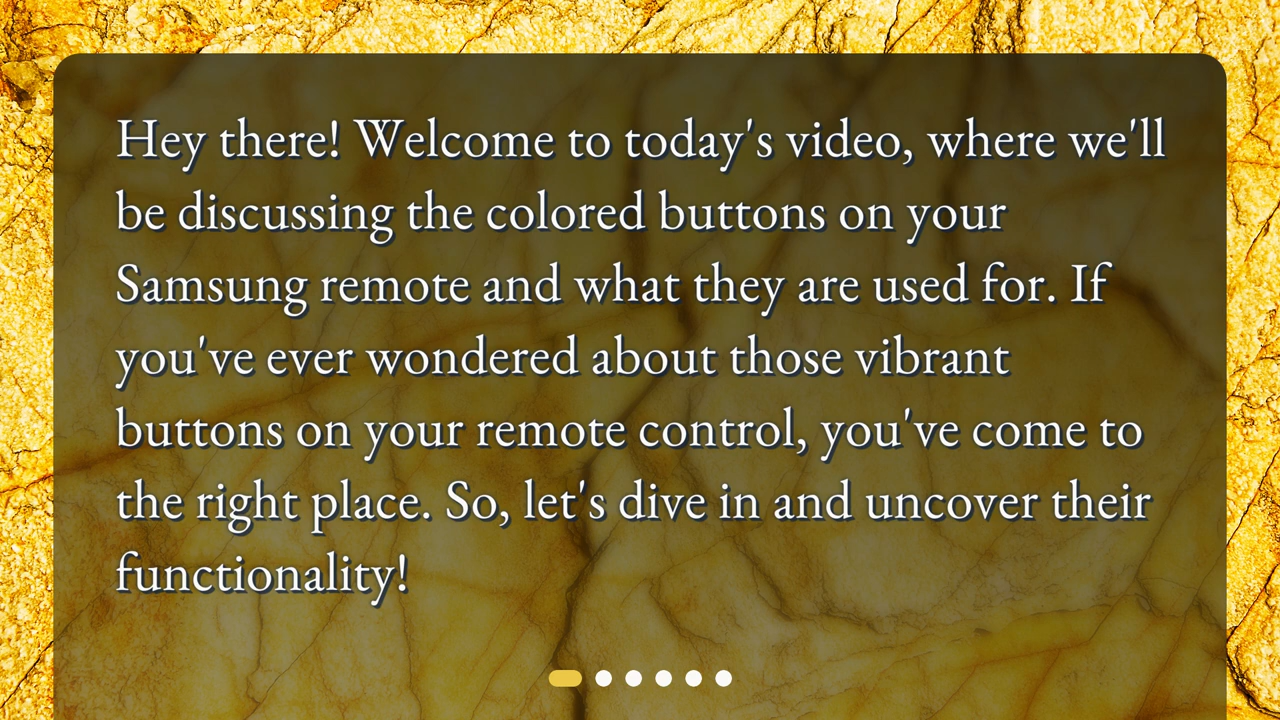 Hey there! Welcome to today's video, where we'll
be discussing the colored buttons on your
Samsung remote and what they are used for. If
you've ever wondered about those vibrant
buttons on your remote control, you've come to
the right place. So, let's dive in and uncover their
functionality!